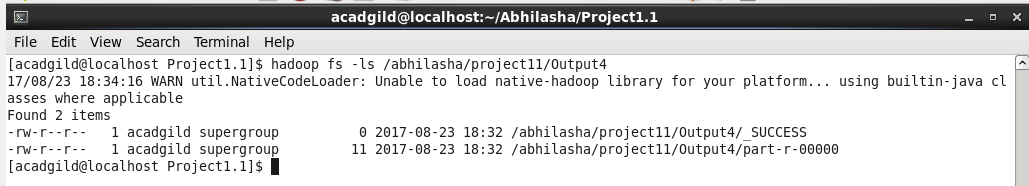 acadgild@localhost:~/Abhilasha/Project1.1
File Edit View Search Terminal Help
[acadgild@localhost Project1.1]$ hadoop fs -ls /abhilasha/project11/Output4
17/08/23 18:34:16 WARN util.NativeCodeLoader: Unable to load native-hadoop library for your platform... using builtin-java cl
asses where applicable
Found 2 items
-rw-r--r--   1 acadgild supergroup          0 2017-08-23 18:32 /abhilasha/project11/Output4/_SUCCESS
-rw-r--r--   1 acadgild supergroup         11 2017-08-23 18:32 /abhilasha/project11/Output4/part-r-00000
[acadgild@localhost Project1.1]$